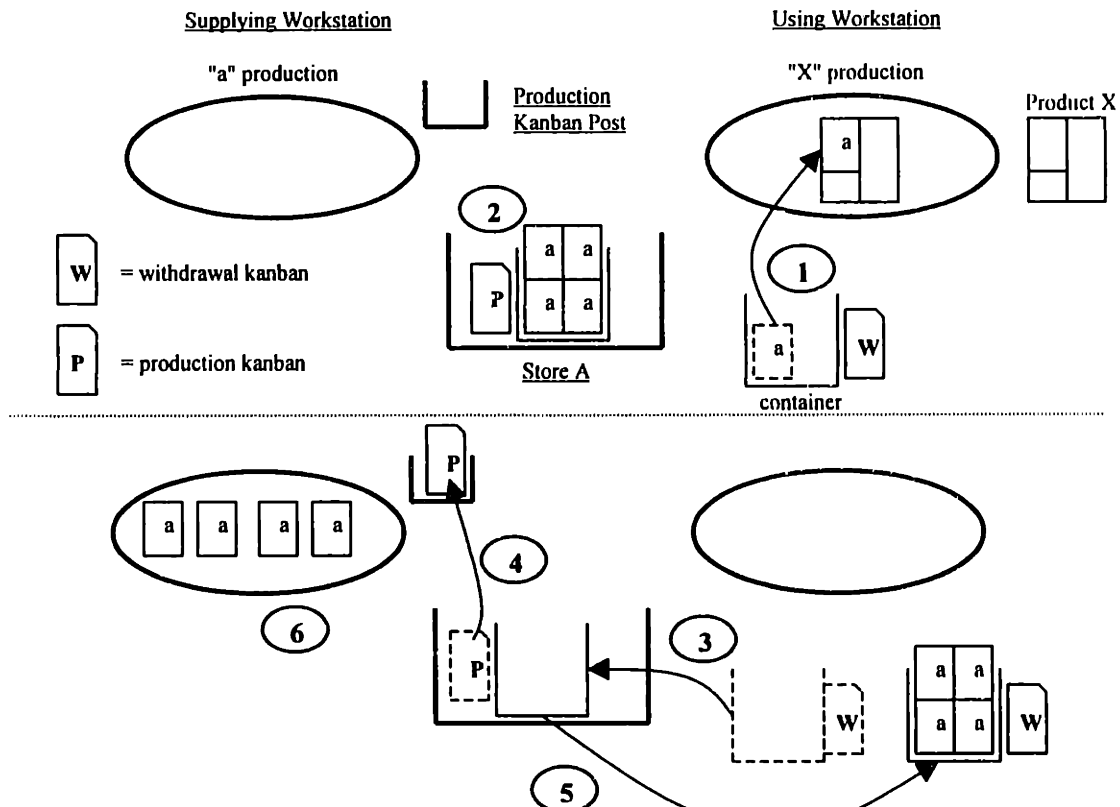 Supplying Workstation
Using Workstation
"a" production
"X" production
Production
Kanban Post
Product X
a
2
W
= withdrawal kanban
a a
P
a a
1
P
= production kanban
a
W
Store A
container
P
a a a a
4
6
3
P
W
a a
a a
W
5